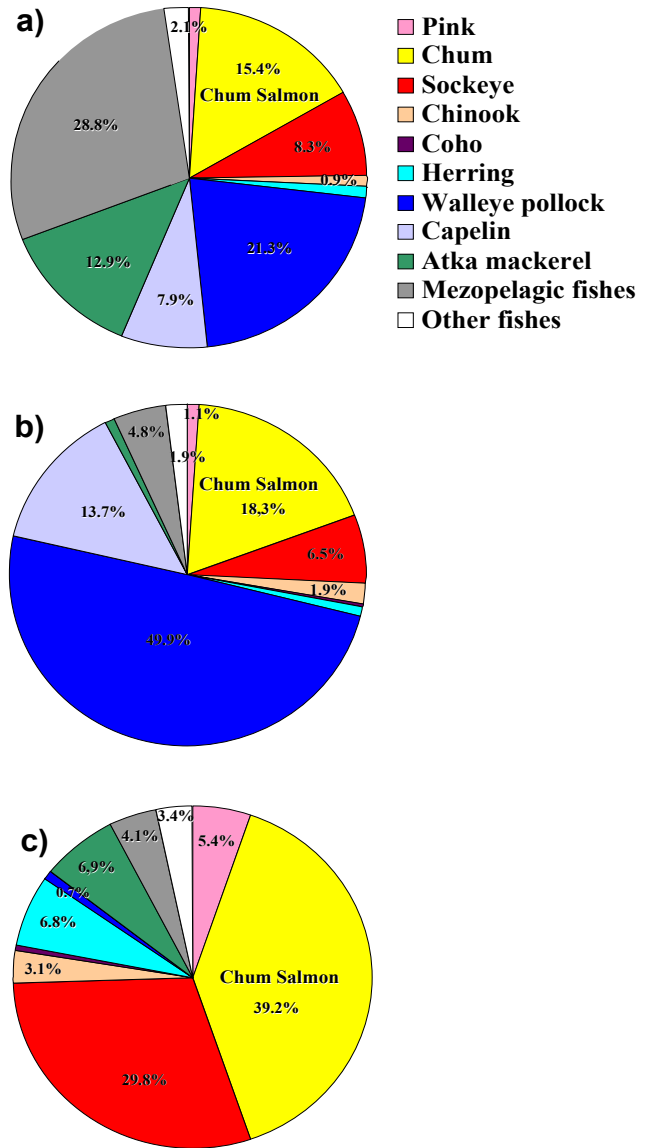 a)
2.1%
15.4%
Chum Salmon
28.8%
8.3%
0.9%
21.3%
12.9%
7.9%
Pink
Chum
Sockeye
Chinook
Coho
Herring
Walleye pollock
Capelin
Atka mackerel
Mezopelagic fishes
Other fishes
b)
1.1%
4.8%
1.9%
Chum Salmon
18,3%
13.7%
6.5%
1.9%
49.9%
c)
3.4%
4.1%
5.4%
6,9%
0.7%
6.8%
3.1%
Chum Salmon
39.2%
29.8%